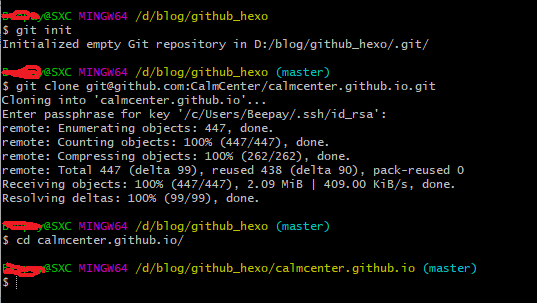 @SXC MINGW64 /d/blog/github_hexo
$ git init
Initialized empty Git repository in D:/blog/github_hexo/.git/
@SXC MINGW64 /d/blog/github_hexo (master)
$ git clone git@github.com:CalmCenter/calmcenter.github.io.git
Cloning into 'calmcenter.github.io'...
Enter passphrase for key '/c/Users/Beepay/.ssh/id_rsa':
remote: Enumerating objects: 447, done.
remote: Counting objects: 100% (447/447), done.
remote: Compressing objects: 100% (262/262), done.
remote: Total 447 (delta 99), reused 438 (delta 90), pack-reused 0
Receiving objects: 100% (447/447), 2.09 MiB | 409.00 KiB/s, done.
Resolving deltas: 100% (99/99), done.
@SXC MINGW64 /d/blog/github_hexo (master)
$ cd calmcenter.github.io/
@SXC MINGW64 /d/blog/github_hexo/calmcenter.github.io (master)
$